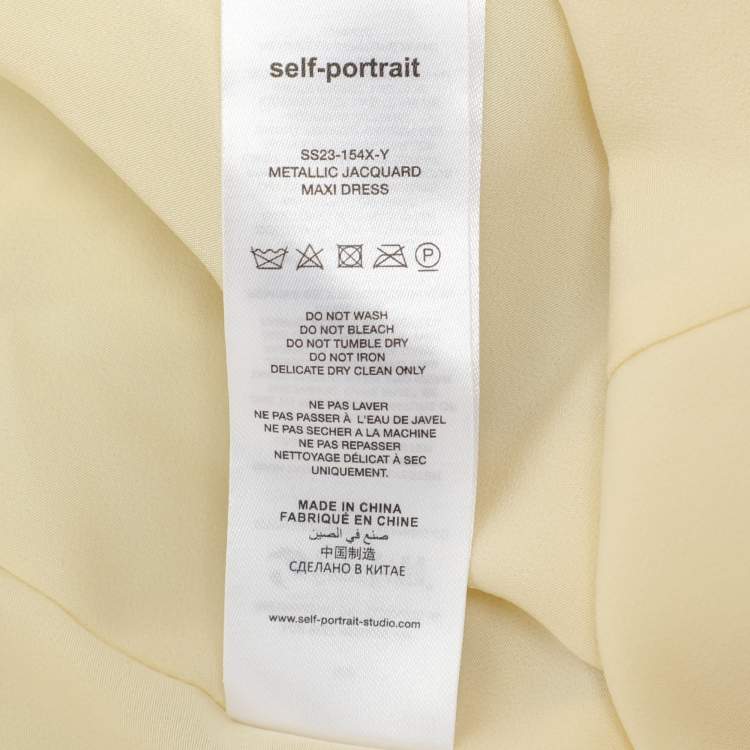 self-portrait
SS23-154X-Y
METALLIC JACQUARD
MAXI DRESS
P
DO NOT WASH
DO NOT BLEACH
DO NOT TUMBLE DRY
DO NOT IRON
DELICATE DRY CLEAN ONLY
NE PAS LAVER
NE PAS PASSER À L'EAU DE JAVEL
NE PAS SECHER A LA MACHINE
NE PAS REPASSER
NETTOYAGE DÉLICAT À SEC
UNIQUEMENT.
MADE IN CHINA
FABRIQUÉ EN CHINE
صنع في الصين
中国制造
СДЕЛАНО В КИТАЕ
www.self-portrait-studio.com